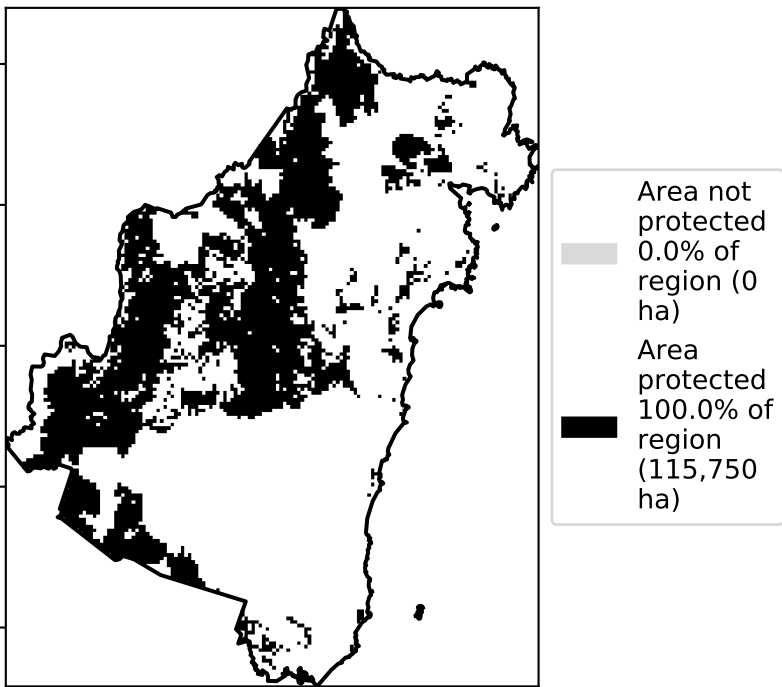 Area not
protected
0.0% of
region (0
ha)
Area
protected
100.0% of
region
(115,750
ha)